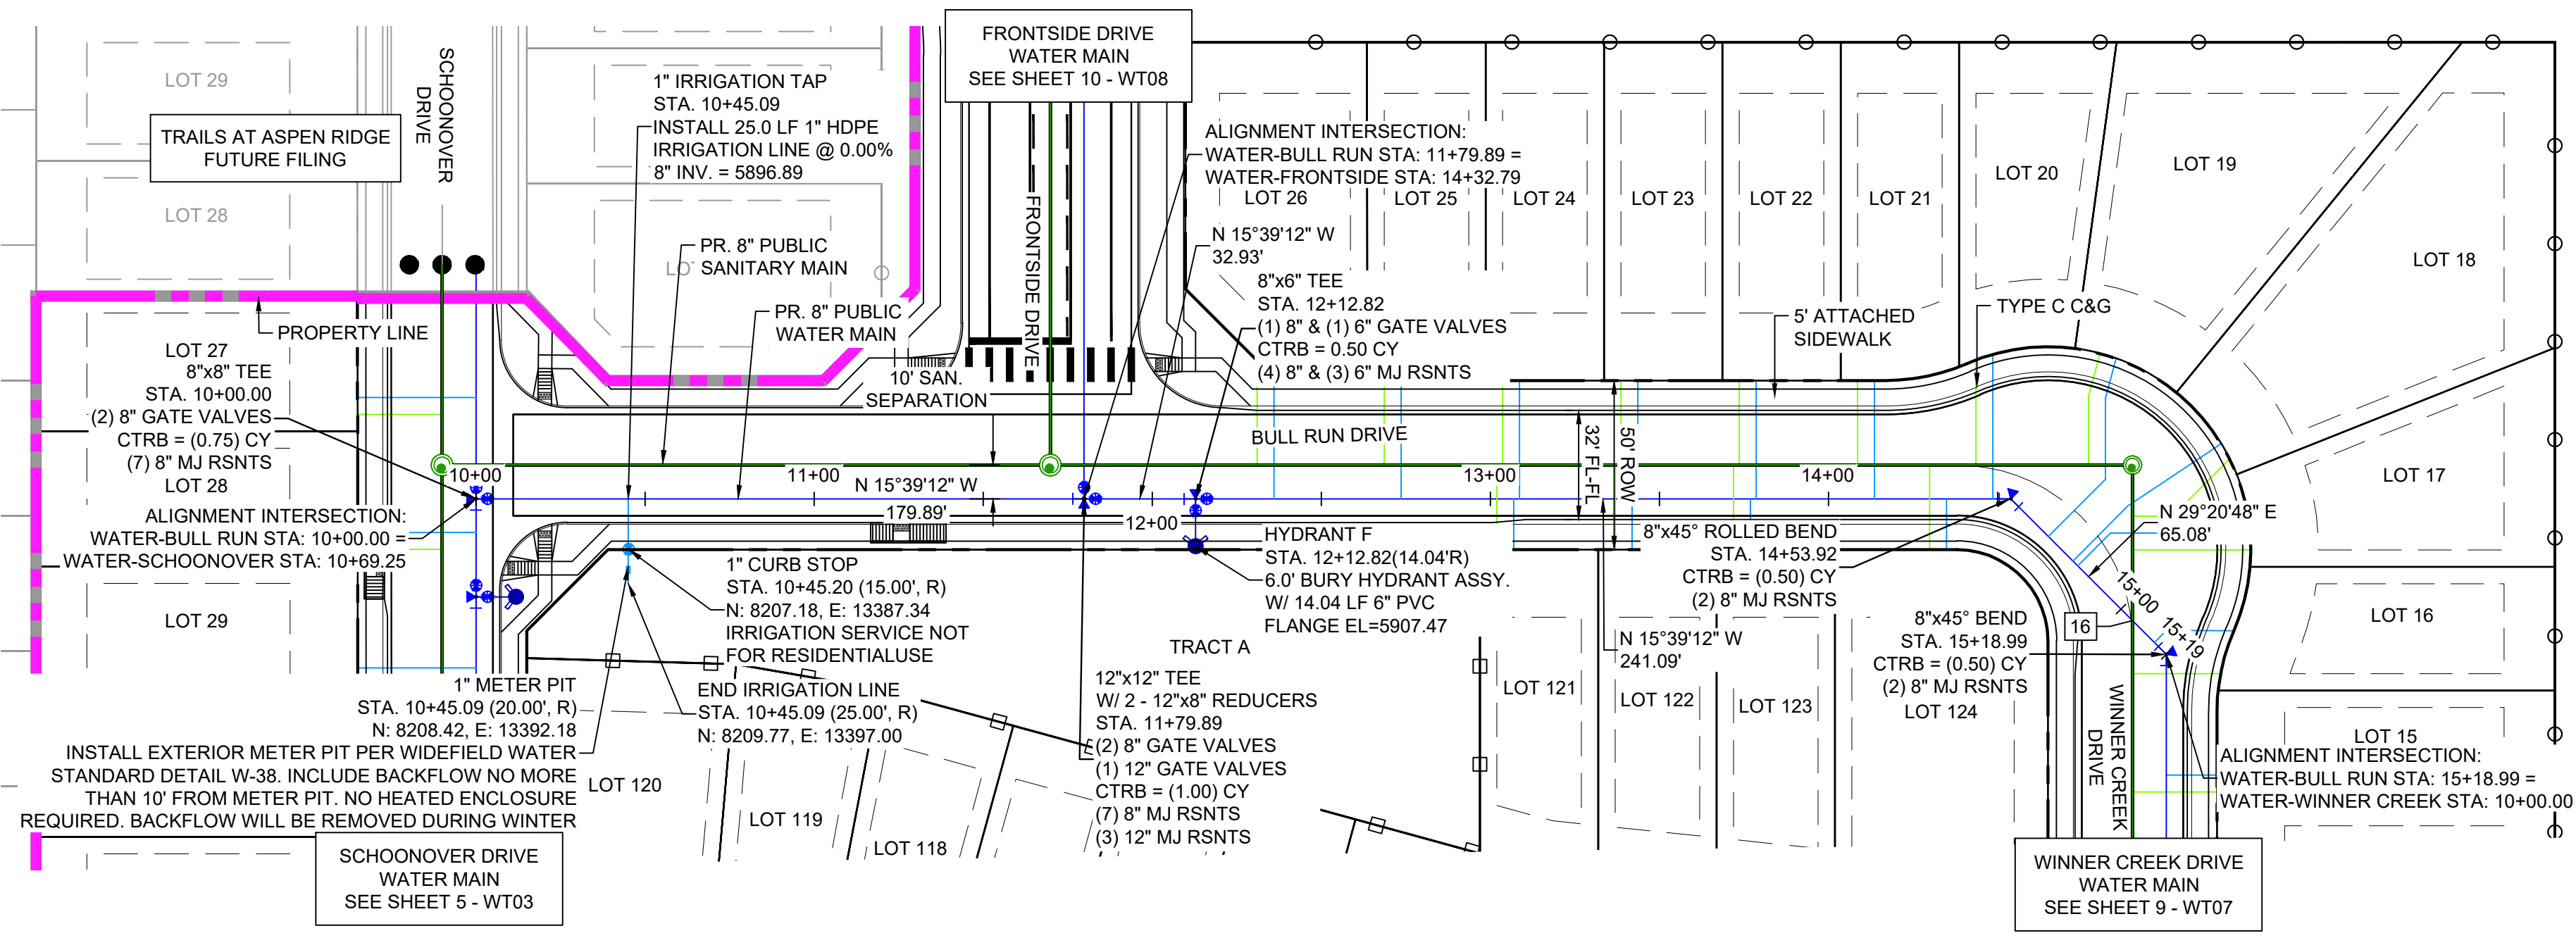 FRONTSIDE DRIVE
WATER MAIN
SEE SHEET 10 - WT08
LOT 29
SCHOONOVER
DRIVE
1" IRRIGATION TAP
STA. 10+45.09
INSTALL 25.0 LF 1" HDPE
IRRIGATION LINE @ 0.00%
8" INV. = 5896.89
TRAILS AT ASPEN RIDGE
FUTURE FILING
LOT 28
ALIGNMENT INTERSECTION:
WATER-BULL RUN STA: 11+79.89 =
WATER-FRONTSIDE STA: 14+32.79
LOT 26
LOT 25
LOT 24
LOT 23
LOT 22
LOT 21
LOT 20
LOT 19
LOT 18
FRONTSIDE DRIVE
N 15°39'12" W
32.93'
PR. 8" PUBLIC
SANITARY MAIN
LO
8"x6" TEE
STA. 12+12.82
(1) 8" & (1) 6" GATE VALVES
CTRB = 0.50 CY
(4) 8" & (3) 6" MJ RSNTS
PR. 8" PUBLIC
WATER MAIN
5' ATTACHED
SIDEWALK
TYPE C C&G
PROPERTY LINE
LOT 27
8"x8" TEE
STA. 10+00.00
(2) 8" GATE VALVES
CTRB = (0.75) CY
(7) 8" MJ RSNTS
LOT 28
10' SAN.
SEPARATION
BULL RUN DRIVE
32' FL-FL
50' ROW
10+00
11+00
12+00
13+00
14+00
15+00
15+19
N 15°39'12" W
179.89'
LOT 17
ALIGNMENT INTERSECTION:
WATER-BULL RUN STA: 10+00.00 =
WATER-SCHOONOVER STA: 10+69.25
LOT 29
HYDRANT F
STA. 12+12.82(14.04'R)
6.0' BURY HYDRANT ASSY.
W/ 14.04 LF 6" PVC
FLANGE EL=5907.47
8"x45° ROLLED BEND
STA. 14+53.92
CTRB = (0.50) CY
(2) 8" MJ RSNTS
N 29°20'48" E
65.08'
1" CURB STOP
STA. 10+45.20 (15.00', R)
N: 8207.18, E: 13387.34
IRRIGATION SERVICE NOT
FOR RESIDENTIALUSE
N 15°39'12" W
241.09'
8"x45° BEND
STA. 15+18.99
CTRB = (0.50) CY
(2) 8" MJ RSNTS
16
LOT 16
TRACT A
1" METER PIT
STA. 10+45.09 (20.00', R)
N: 8208.42, E: 13392.18
INSTALL EXTERIOR METER PIT PER WIDEFIELD WATER
STANDARD DETAIL W-38. INCLUDE BACKFLOW NO MORE
THAN 10' FROM METER PIT. NO HEATED ENCLOSURE
REQUIRED. BACKFLOW WILL BE REMOVED DURING WINTER
END IRRIGATION LINE
STA. 10+45.09 (25.00', R)
N: 8209.77, E: 13397.00
12"x12" TEE
W/ 2 - 12"x8" REDUCERS
STA. 11+79.89
(2) 8" GATE VALVES
(1) 12" GATE VALVES
CTRB = (1.00) CY
(7) 8" MJ RSNTS
(3) 12" MJ RSNTS
LOT 121
LOT 122
LOT 123
LOT 124
WINNER CREEK
DRIVE
LOT 15
ALIGNMENT INTERSECTION:
WATER-BULL RUN STA: 15+18.99 =
WATER-WINNER CREEK STA: 10+00.00
LOT 120
LOT 119
LOT 118
SCHOONOVER DRIVE
WATER MAIN
SEE SHEET 5 - WT03
WINNER CREEK DRIVE
WATER MAIN
SEE SHEET 9 - WT07